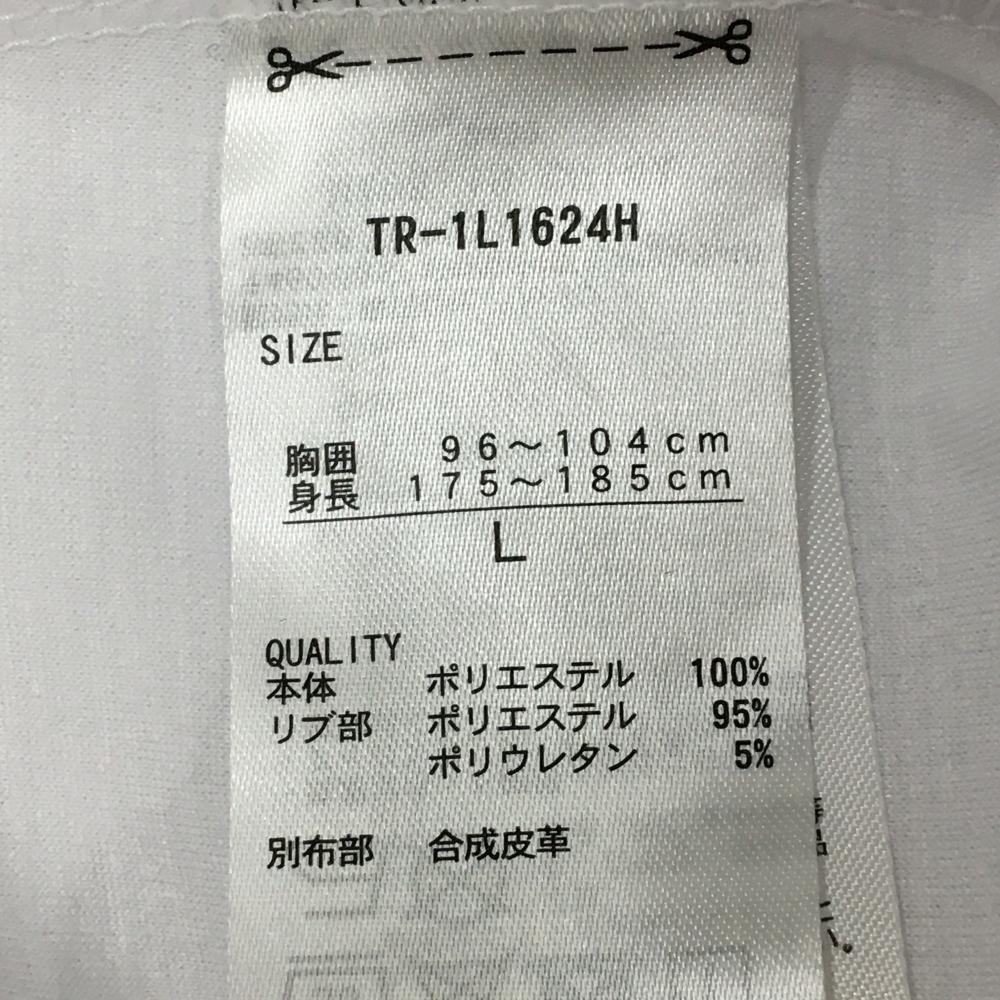 TR-1L1624H
SIZE
胸囲 96～104cm
身長 175～185cm
L
QUALITY
本体 ポリエステル 100%
リブ部 ポリエステル 95%
ポリウレタン 5%
別布部 合成皮革